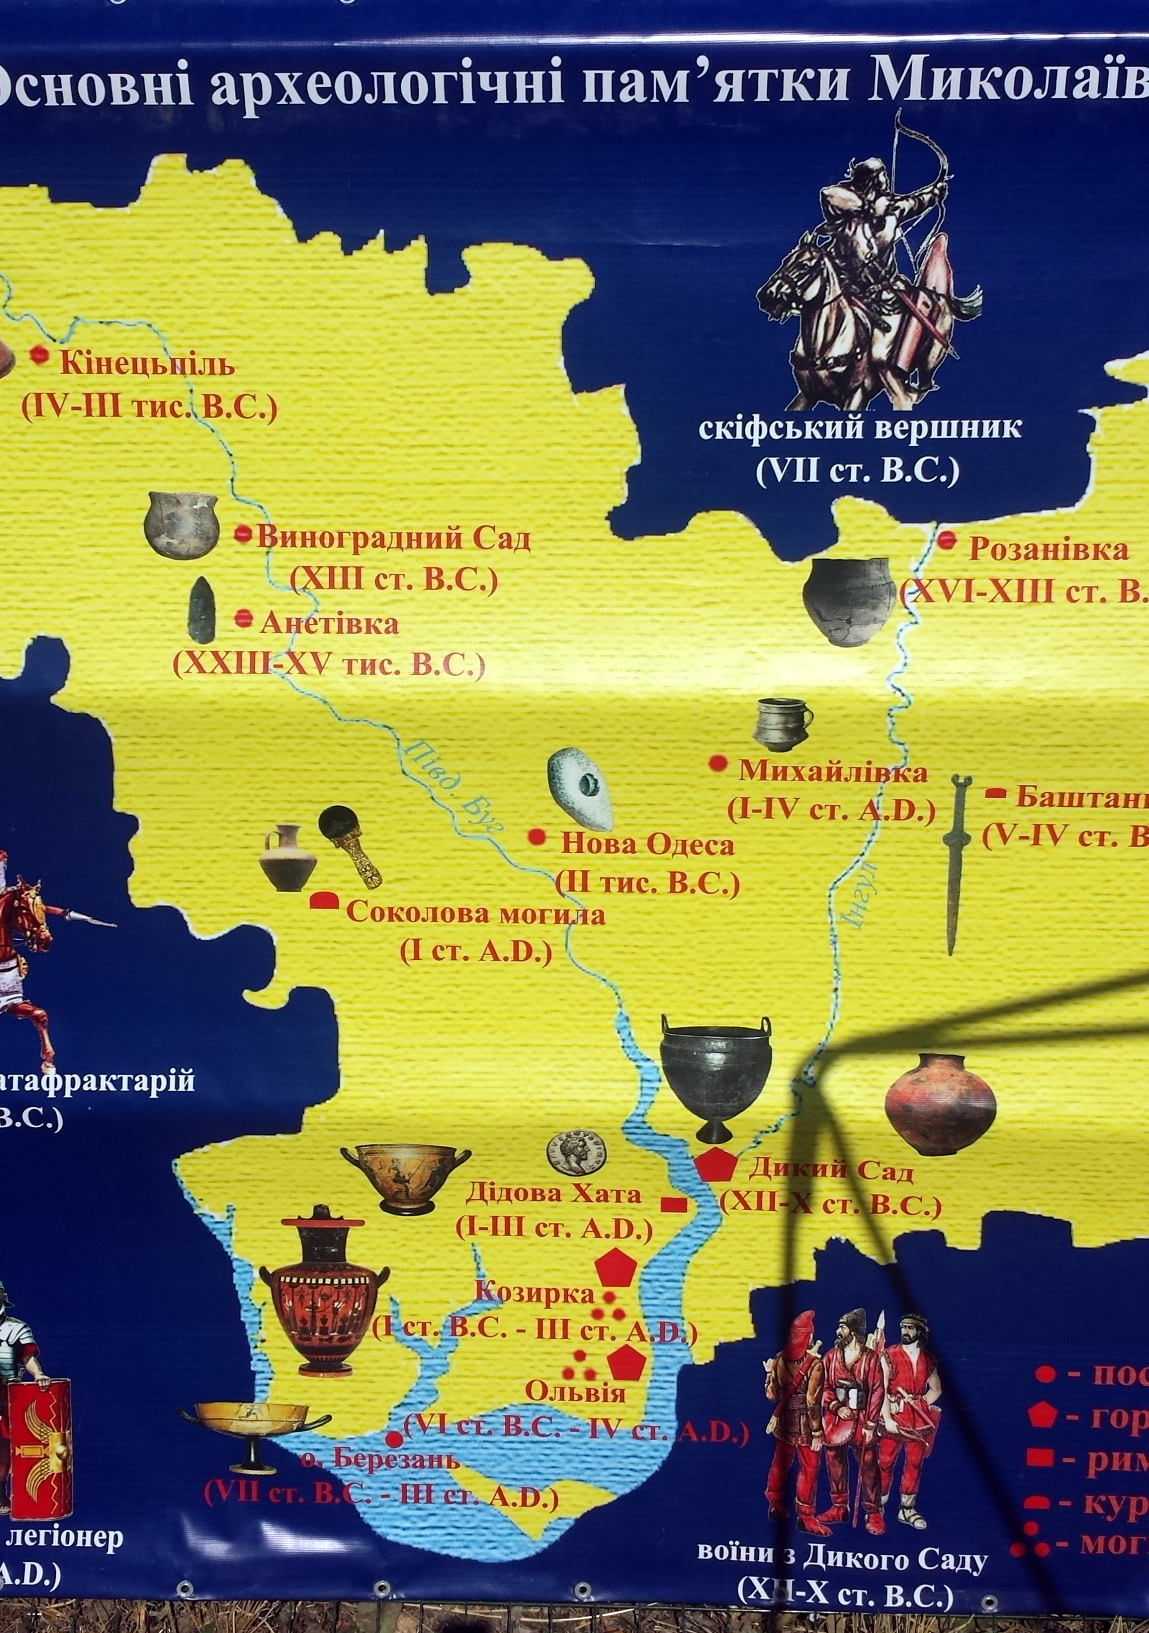 Основні археологічні пам’ятки Миколаїв
скіфський вершник
(VII ст. В.С.)
Кінецьпіль
(IV-III тис. В.С.)
Виноградний Сад
(XIII ст. В.С.)
Розанівка
(XVI-XIII ст. В.
Анетівка
(XXIII-XV тис. В.С.)
Півд. Буг
Михайлівка
(I-IV ст. A.D.)
Баштан
(V-IV ст. В
Нова Одеса
(II тис. В.С.)
Інгул
Соколова могила
(I ст. A.D.)
атафрактарій
В.С.)
Дикий Сад
(XII-X ст. В.С.)
Дідова Хата
(I-III ст. A.D.)
Козирка
(I ст. В.С. - III ст. A.D.)
Ольвія
(VI ст. В.С. - IV ст. A.D.)
о. Березань
(VII ст. В.С. - III ст. A.D.)
- пос
- гор
- рим
- кур
- мог
легіонер
A.D.)
воїни з Дикого Саду
(XII-X ст. В.С.)